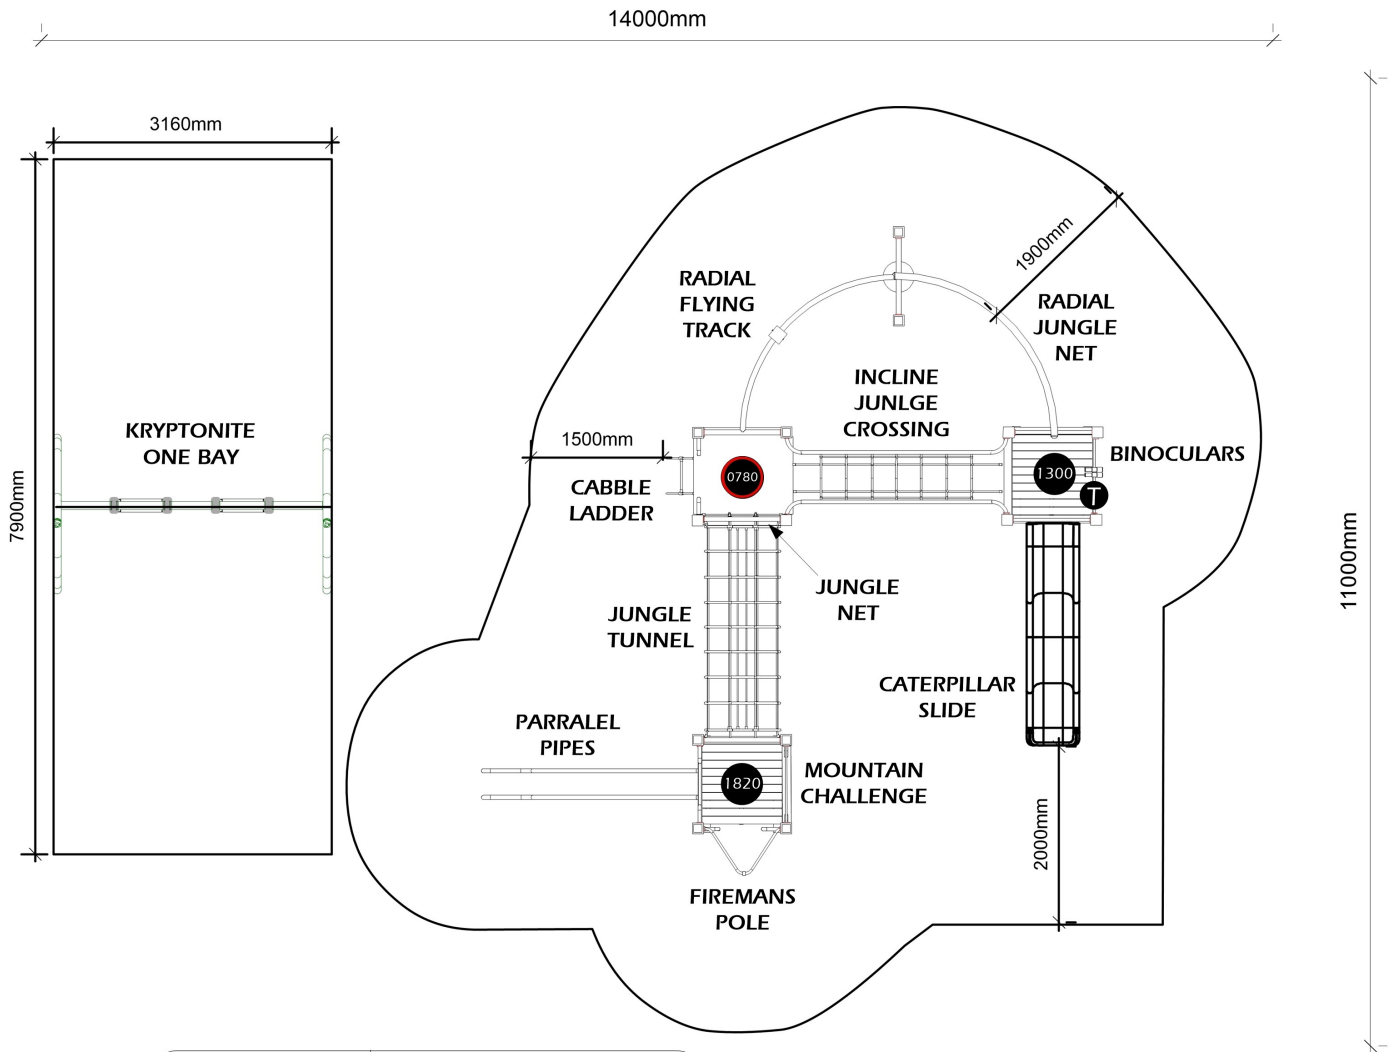 14000mm
3160mm
1900mm
RADIAL
FLYING
TRACK
RADIAL
JUNGLE
NET
INCLINE
JUNLGE
CROSSING
KRYPTONITE
ONE BAY
1500mm
BINOCULARS
0780
1300
T
CABBLE
LADDER
7900mm
11000mm
JUNGLE
NET
JUNGLE
TUNNEL
CATERPILLAR
SLIDE
PARRALEL
PIPES
1820
MOUNTAIN
CHALLENGE
2000mm
FIREMANS
POLE